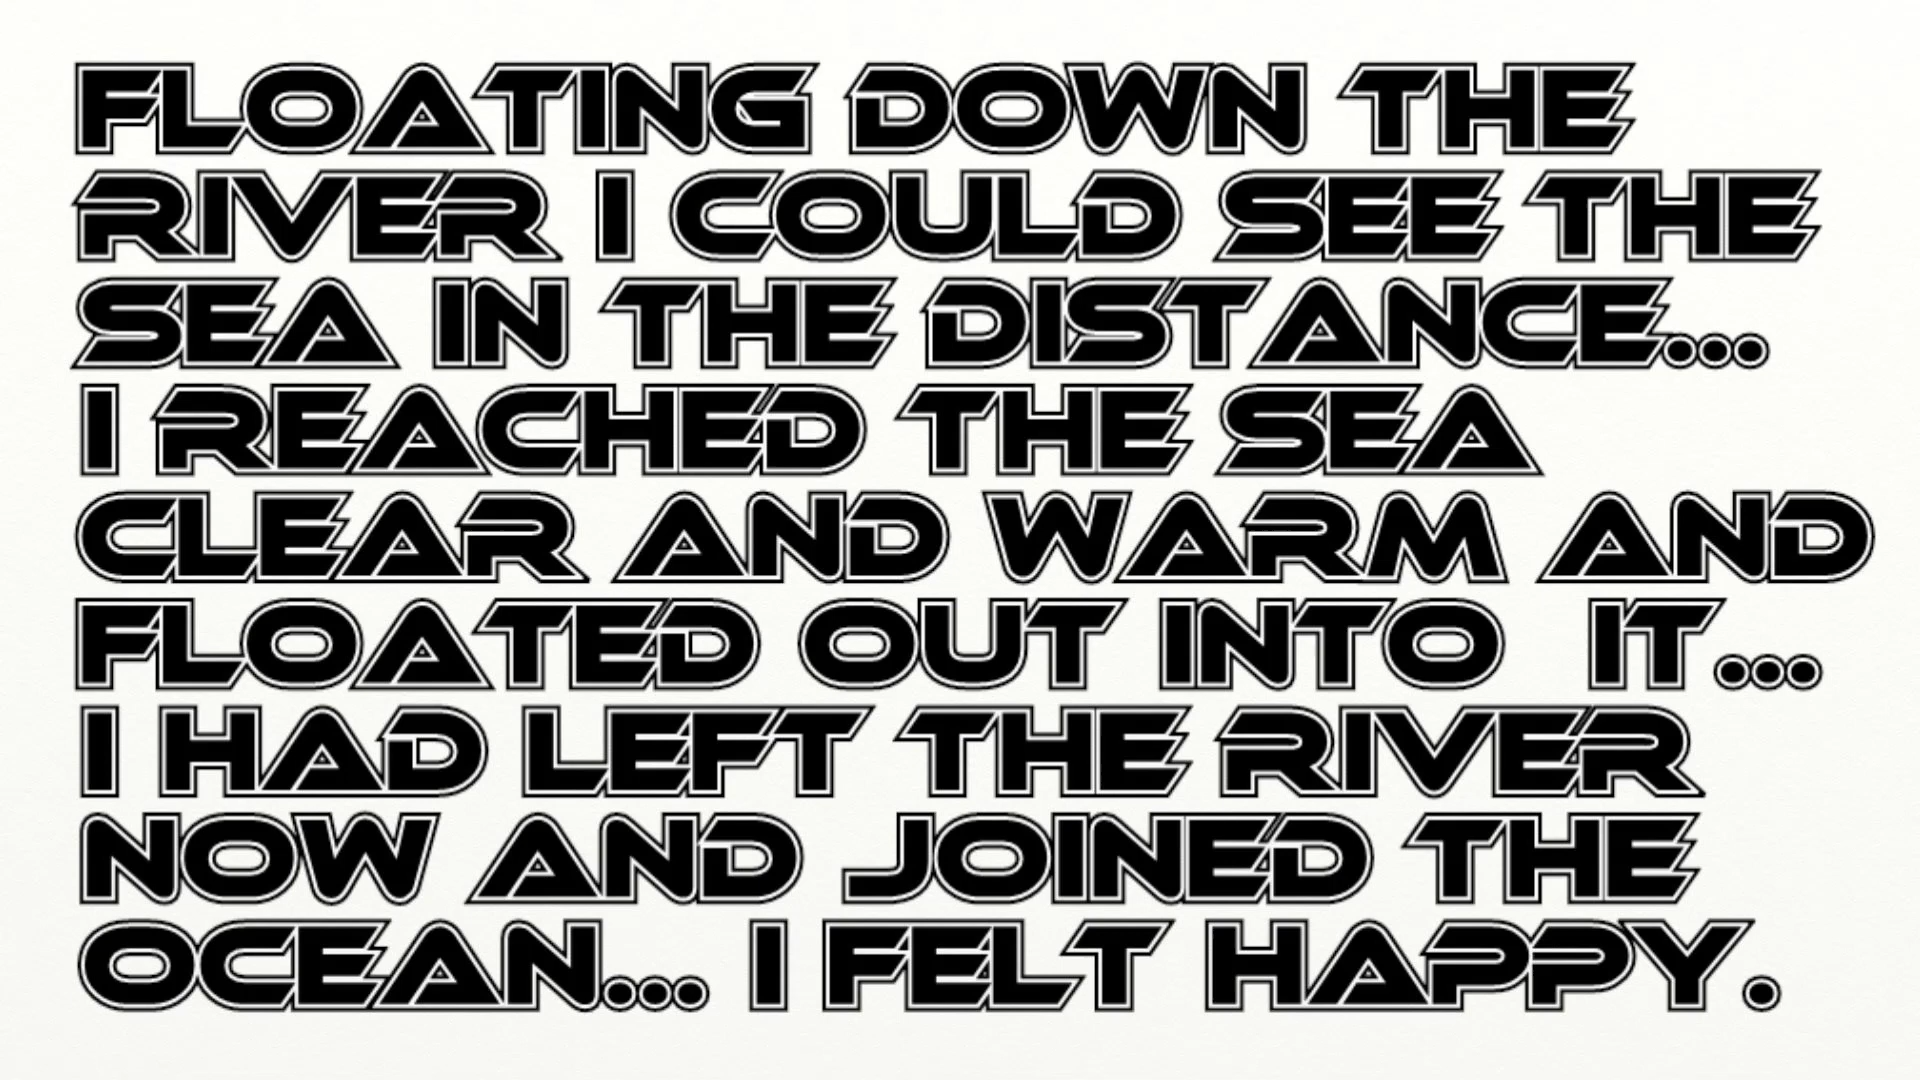 FLOATING DOWN THE
RIVER I COULD SEE THE
SEA IN THE DISTANCE...
I REACHED THE SEA
CLEAR AND WARM AND
FLOATED OUT INTO  IT...
I HAD LEFT THE RIVER
NOW AND JOINED THE
OCEAN... I FELT HAPPY.